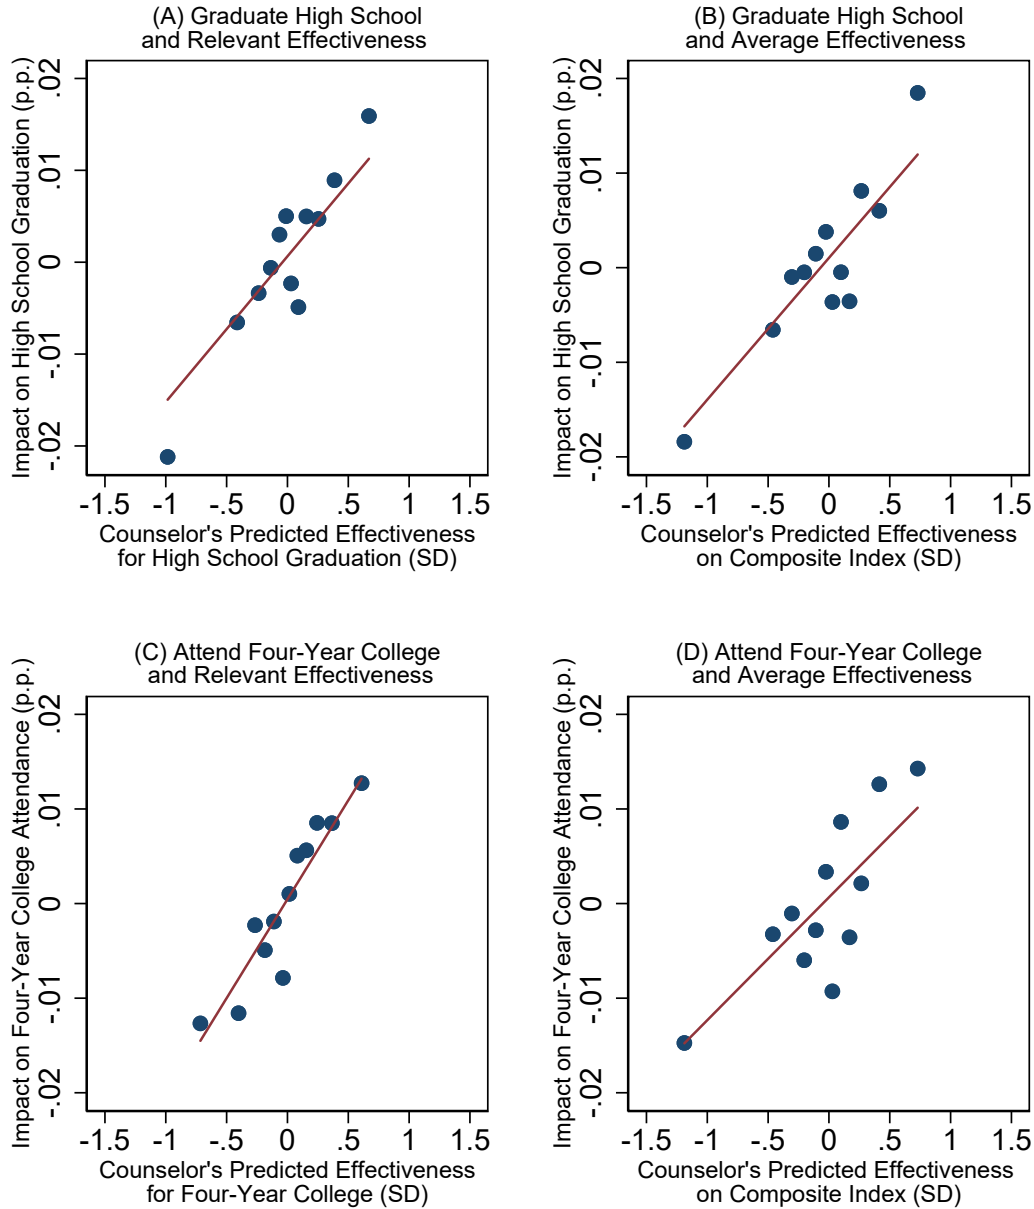 (A) Graduate High School
and Relevant Effectiveness
Impact on High School Graduation (p.p.)
.02
.01
0
-.01
-.02
-1.5 -1 -.5 0 .5 1 1.5
Counselor's Predicted Effectiveness
for High School Graduation (SD)
(B) Graduate High School
and Average Effectiveness
Impact on High School Graduation (p.p.)
.02
.01
0
-.01
-.02
-1.5 -1 -.5 0 .5 1 1.5
Counselor's Predicted Effectiveness
on Composite Index (SD)
(C) Attend Four-Year College
and Relevant Effectiveness
Impact on Four-Year College Attendance (p.p.)
.02
.01
0
-.01
-.02
-1.5 -1 -.5 0 .5 1 1.5
Counselor's Predicted Effectiveness
for Four-Year College (SD)
(D) Attend Four-Year College
and Average Effectiveness
Impact on Four-Year College Attendance (p.p.)
.02
.01
0
-.01
-.02
-1.5 -1 -.5 0 .5 1 1.5
Counselor's Predicted Effectiveness
on Composite Index (SD)